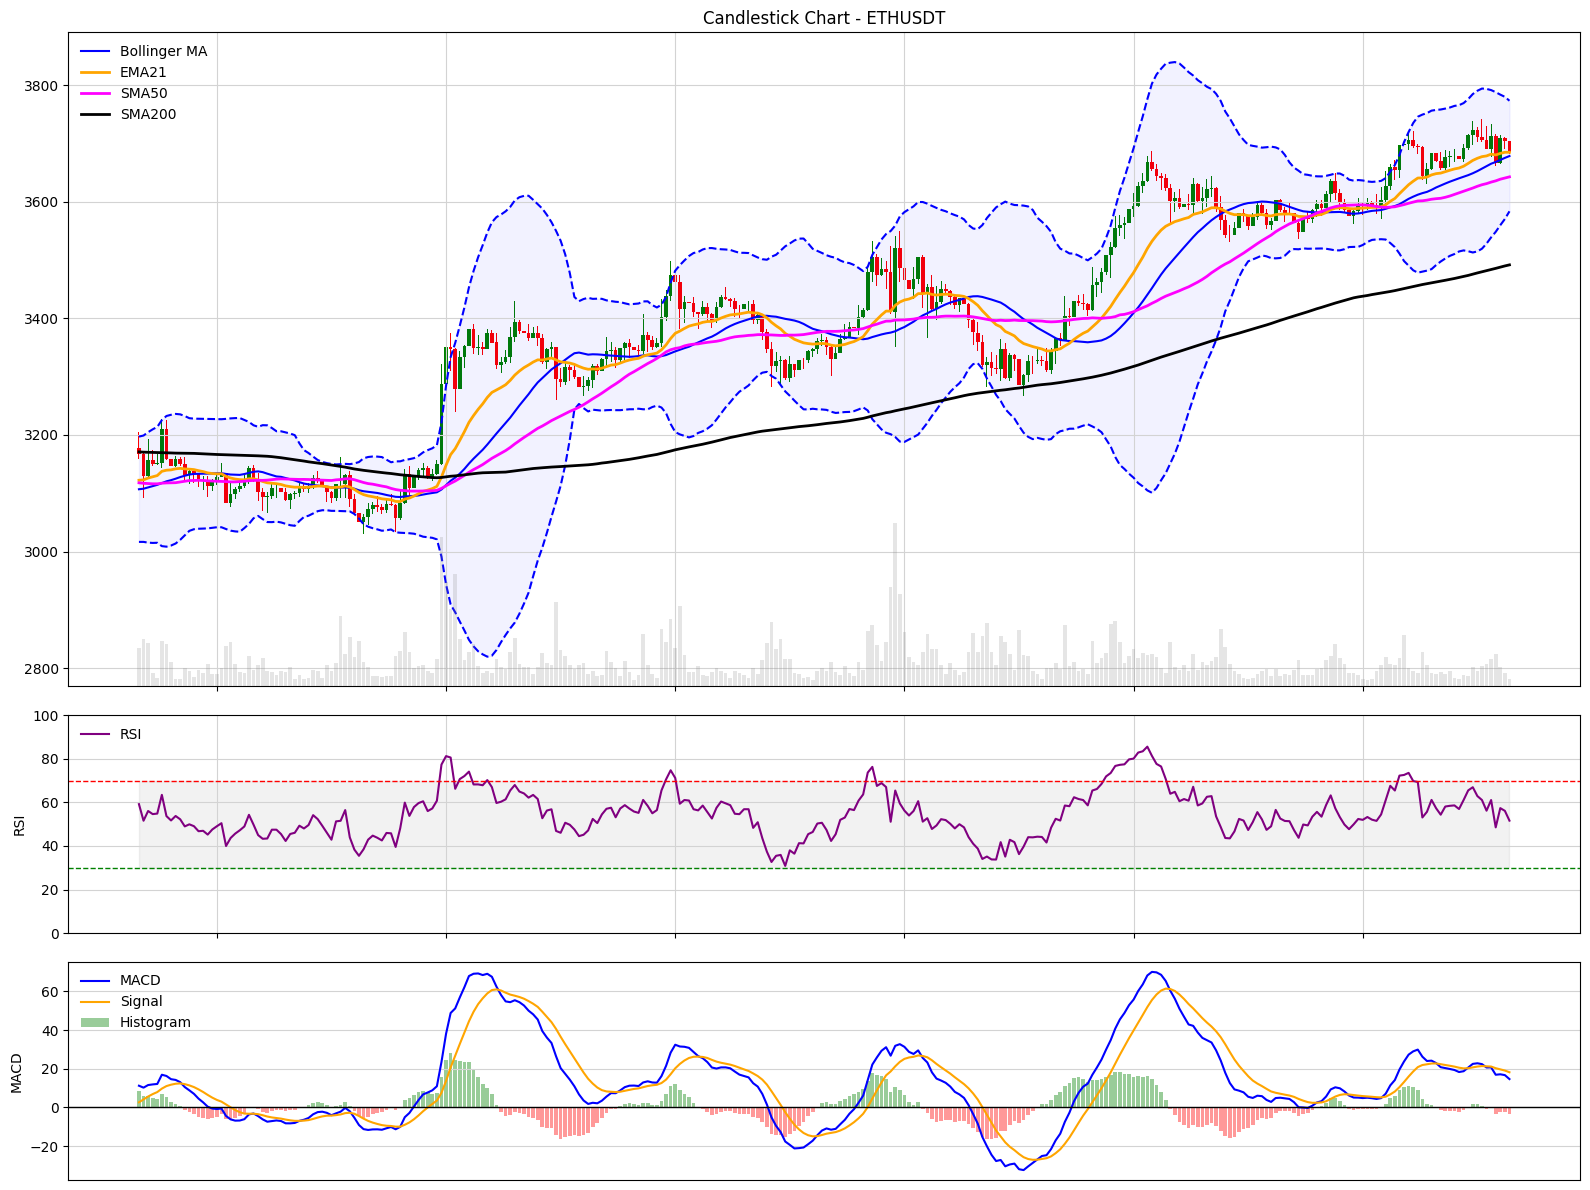 Candlestick Chart - ETHUSDT
Bollinger MA
EMA21
SMA50
SMA200
3800
3600
3400
3200
3000
2800
100
RSI
80
60
RSI
40
20
0
MACD
60
Signal
Histogram
40
MACD
20
0
−20